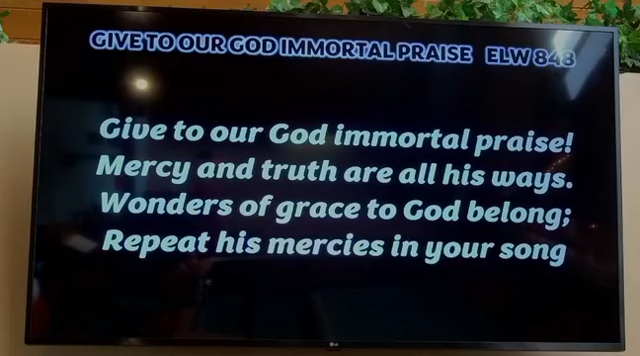 GIVE TO OUR GOD IMMORTAL PRAISE ELW 848
Give to our God immortal praise!
Mercy and truth are all his ways.
Wonders of grace to God belong;
Repeat his mercies in your song
LG